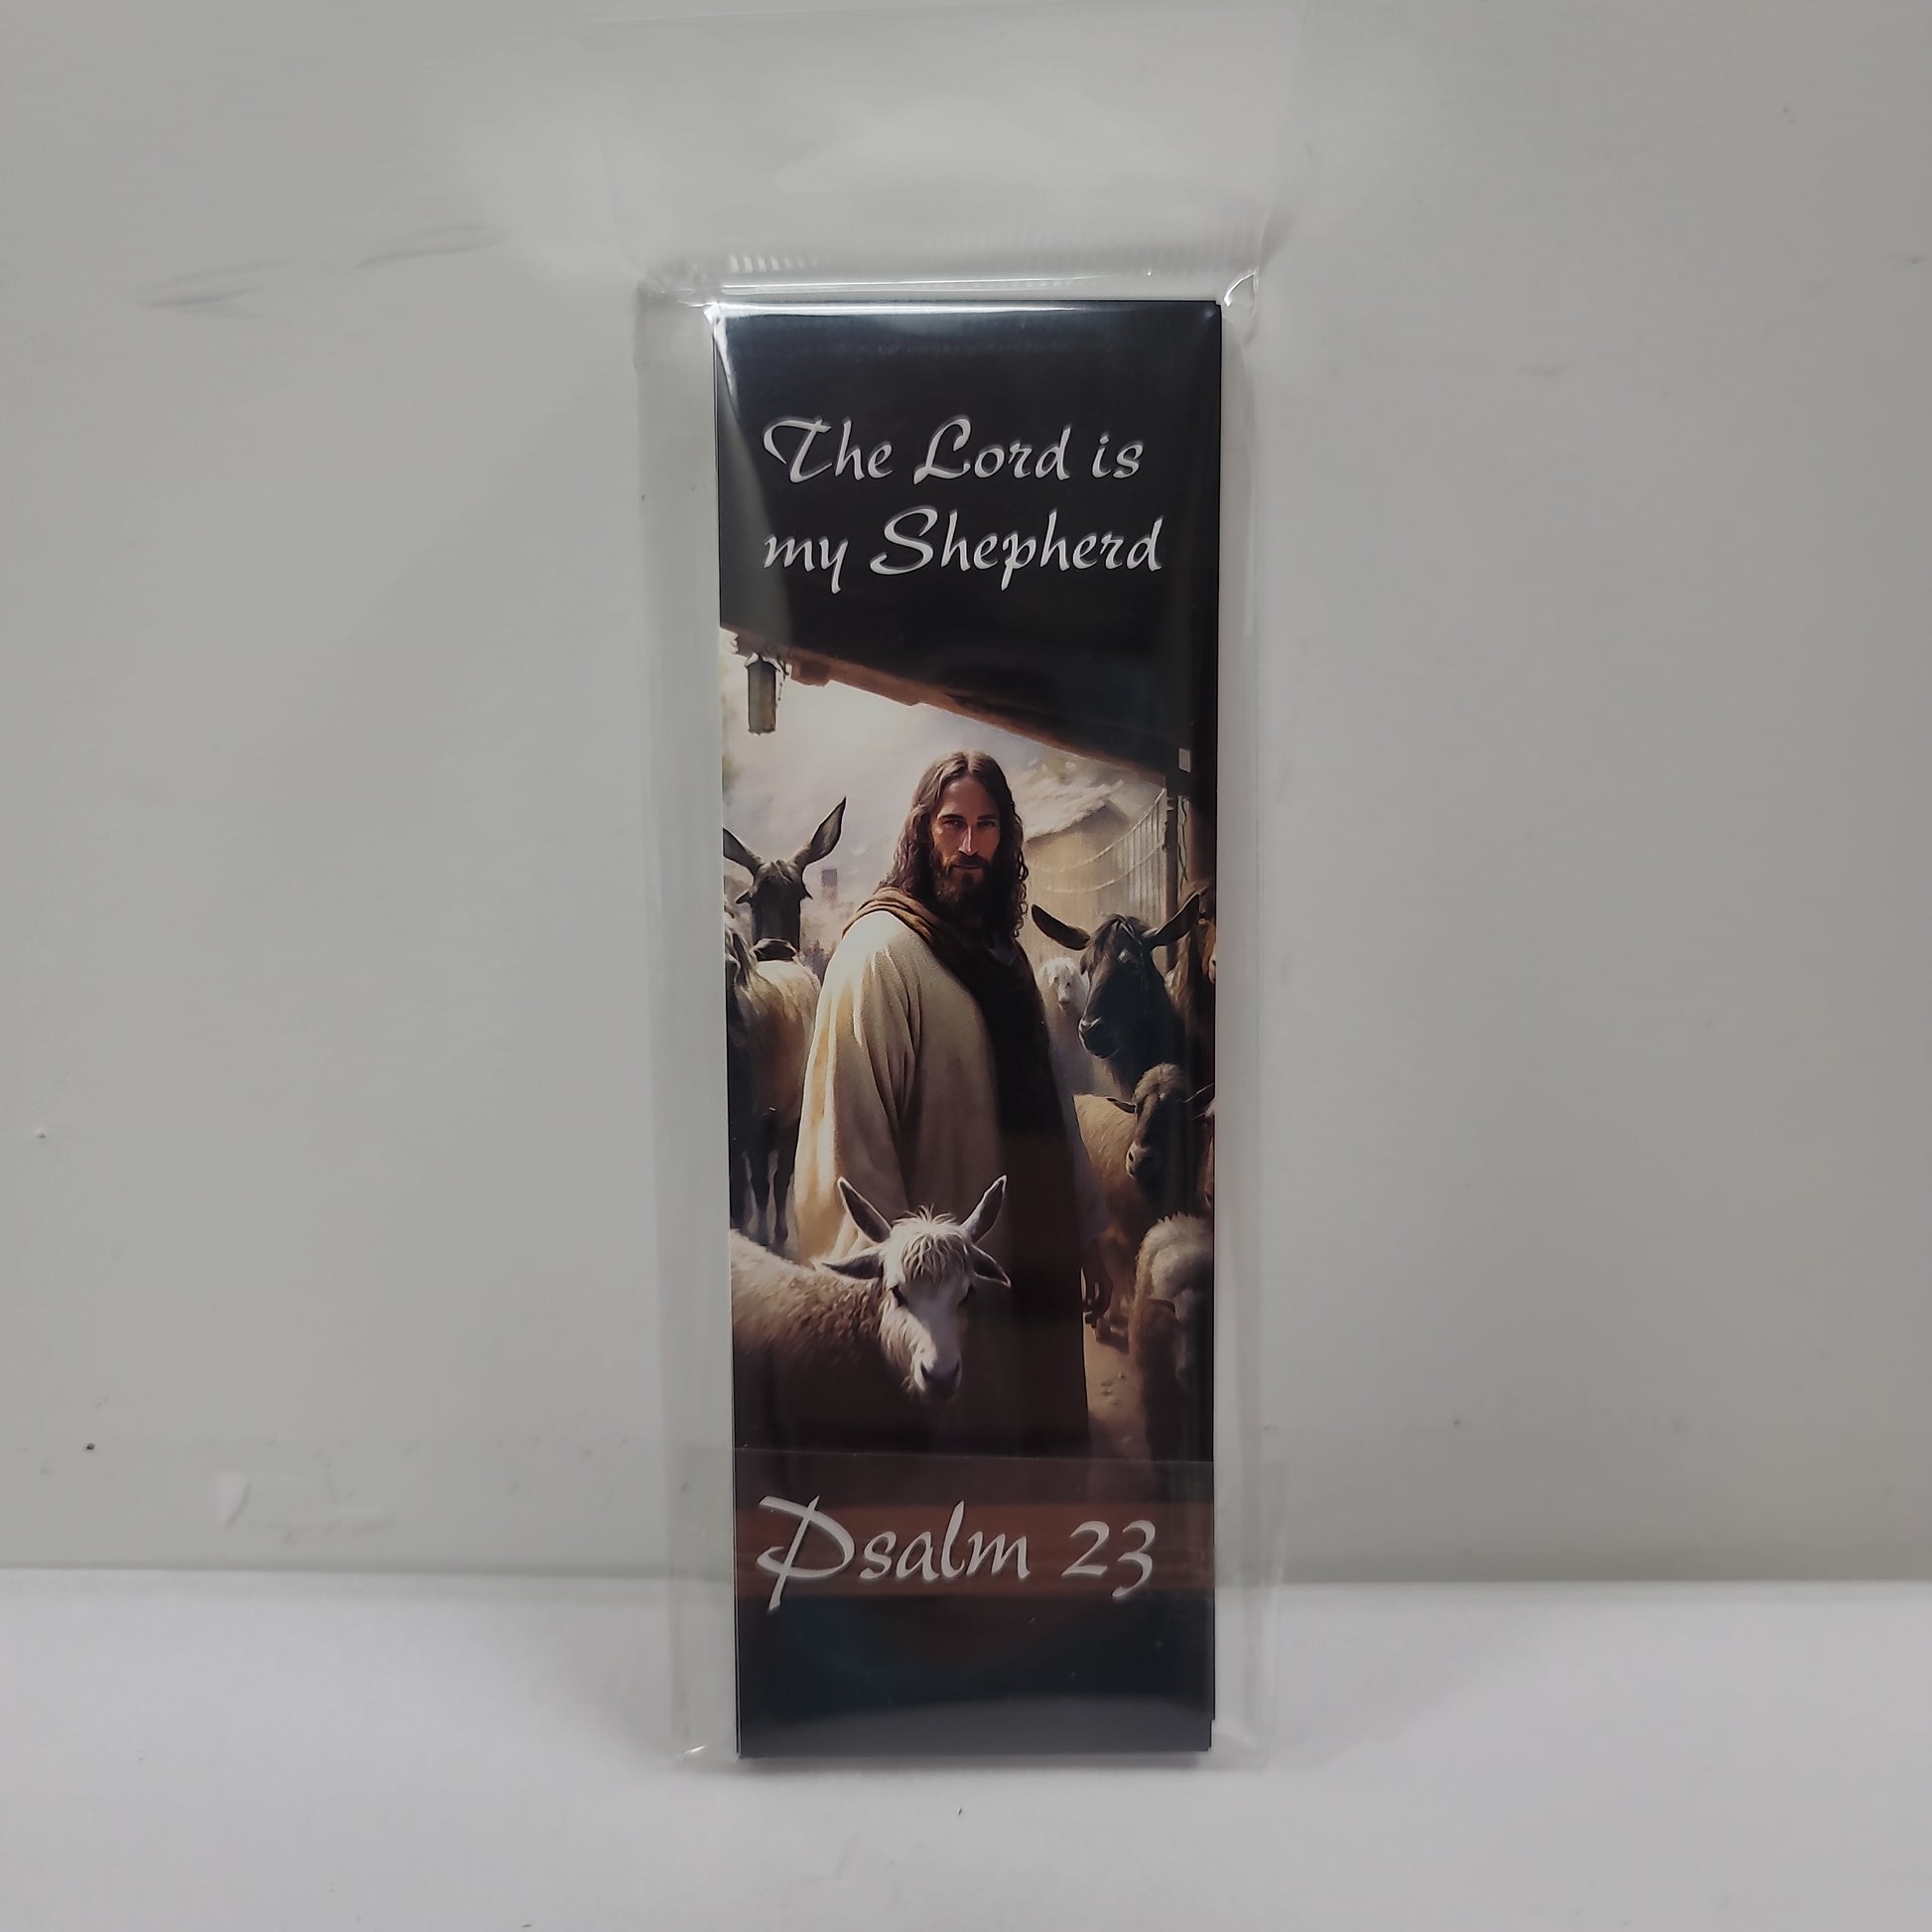 The Lord is
my Shepherd
Psalm 23